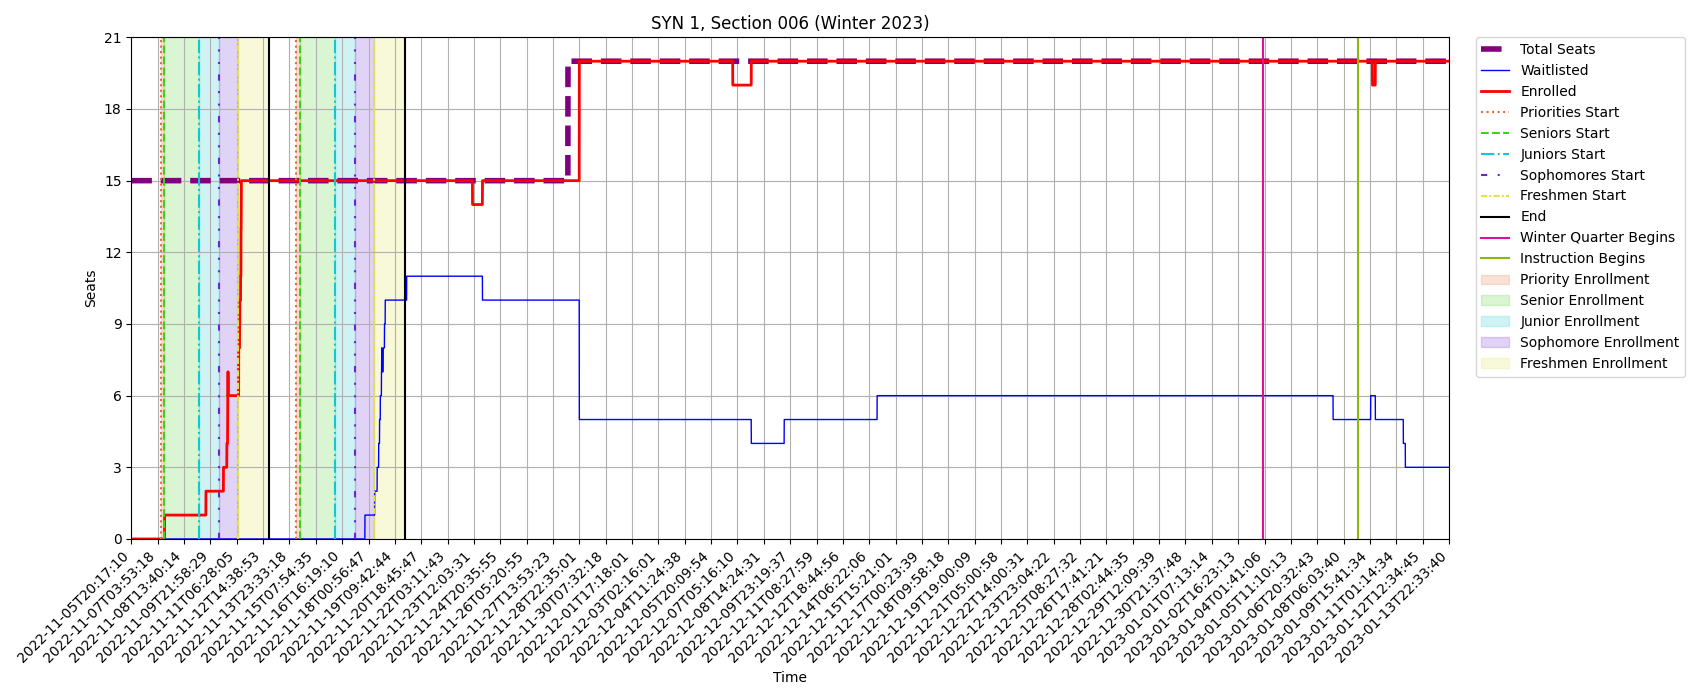 SYN 1, Section 006 (Winter 2023)
21
18
15
12
9
6
3
0
Seats
2022-11-05T20:17:10
2022-11-07T03:53:18
2022-11-08T13:40:14
2022-11-09T21:58:29
2022-11-11T06:28:05
2022-11-12T14:38:53
2022-11-13T23:33:18
2022-11-15T07:54:35
2022-11-16T16:19:10
2022-11-18T00:56:47
2022-11-19T09:42:44
2022-11-20T18:45:47
2022-11-22T03:11:43
2022-11-23T12:03:31
2022-11-24T20:35:55
2022-11-26T05:20:55
2022-11-27T13:53:23
2022-11-28T22:35:01
2022-11-30T07:32:18
2022-12-01T17:18:01
2022-12-03T02:16:01
2022-12-04T11:24:38
2022-12-05T20:09:54
2022-12-07T05:16:10
2022-12-08T14:24:31
2022-12-09T23:19:37
2022-12-11T08:27:59
2022-12-12T18:44:56
2022-12-14T06:22:06
2022-12-15T15:21:01
2022-12-17T00:23:39
2022-12-18T09:58:18
2022-12-19T19:00:09
2022-12-21T05:00:58
2022-12-22T14:00:31
2022-12-23T23:04:22
2022-12-25T08:27:32
2022-12-26T17:41:21
2022-12-28T02:44:35
2022-12-29T12:09:39
2022-12-30T21:37:48
2023-01-01T07:13:14
2023-01-02T16:23:13
2023-01-04T01:41:06
2023-01-05T11:10:13
2023-01-06T20:32:43
2023-01-08T06:03:40
2023-01-09T15:41:34
2023-01-11T01:14:34
2023-01-12T12:34:45
2023-01-13T22:33:40
Time
Total Seats
Waitlisted
Enrolled
Priorities Start
Seniors Start
Juniors Start
Sophomores Start
Freshmen Start
End
Winter Quarter Begins
Instruction Begins
Priority Enrollment
Senior Enrollment
Junior Enrollment
Sophomore Enrollment
Freshmen Enrollment